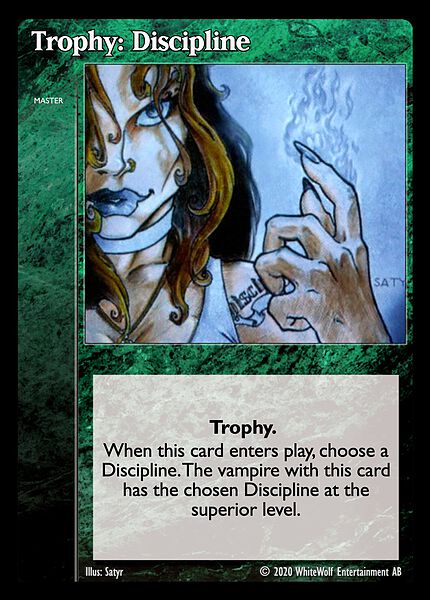 Trophy: Discipline
MASTER
SATY
Trophy.
When this card enters play, choose a
Discipline. The vampire with this card
has the chosen Discipline at the
superior level.
Illus: Satyr
© 2020 WhiteWolf Entertainment AB